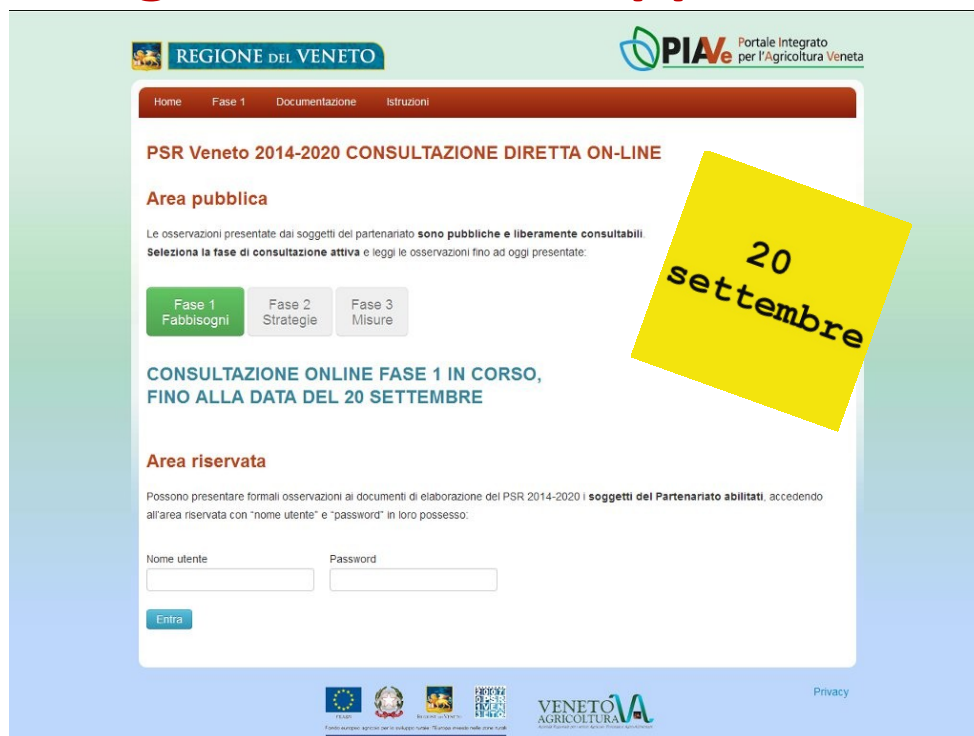 REGIONE DEL VENETO
PIAVe Portale Integrato
per l'Agricoltura Veneta
Home Fase 1 Documentazione Istruzioni
PSR Veneto 2014-2020 CONSULTAZIONE DIRETTA ON-LINE
Area pubblica
Le osservazioni presentate dai soggetti del partenariato sono pubbliche e liberamente consultabili.
Seleziona la fase di consultazione attiva e leggi le osservazioni fino ad oggi presentate:
20
settembre
Fase 1 Fase 2 Fase 3
Fabbisogni Strategie Misure
CONSULTAZIONE ONLINE FASE 1 IN CORSO,
FINO ALLA DATA DEL 20 SETTEMBRE
Area riservata
Possono presentare formali osservazioni ai documenti di elaborazione del PSR 2014-2020 i soggetti del Partenariato abilitati, accedendo
all'area riservata con "nome utente" e "password" in loro possesso:
Nome utente Password
Entra
Privacy
VENETO
AGRICOLTURA